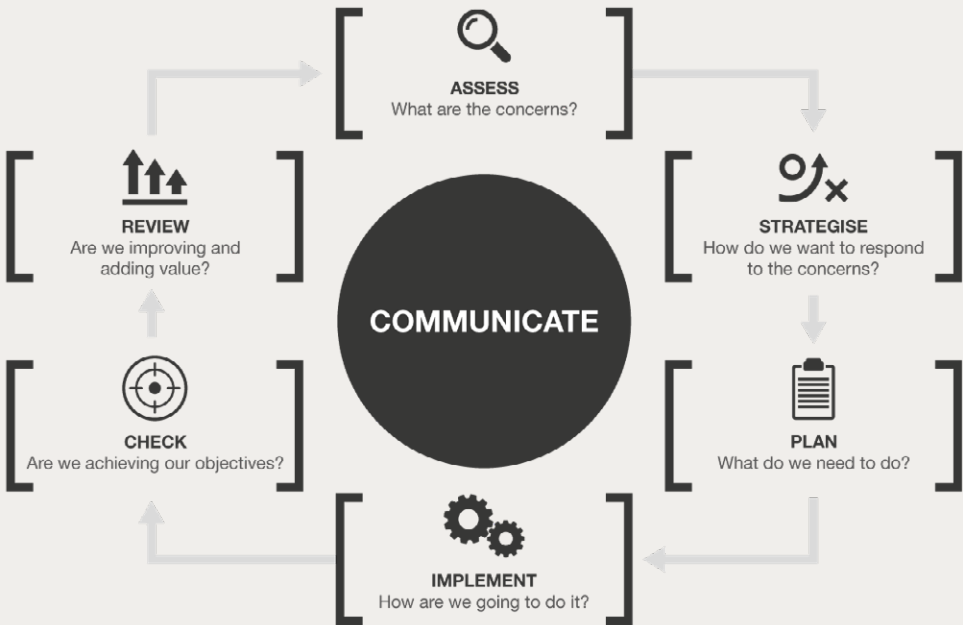 ASSESS
What are the concerns?
STRATEGISE
How do we want to respond
to the concerns?
PLAN
What do we need to do?
IMPLEMENT
How are we going to do it?
CHECK
Are we achieving our objectives?
REVIEW
Are we improving and
adding value?
COMMUNICATE